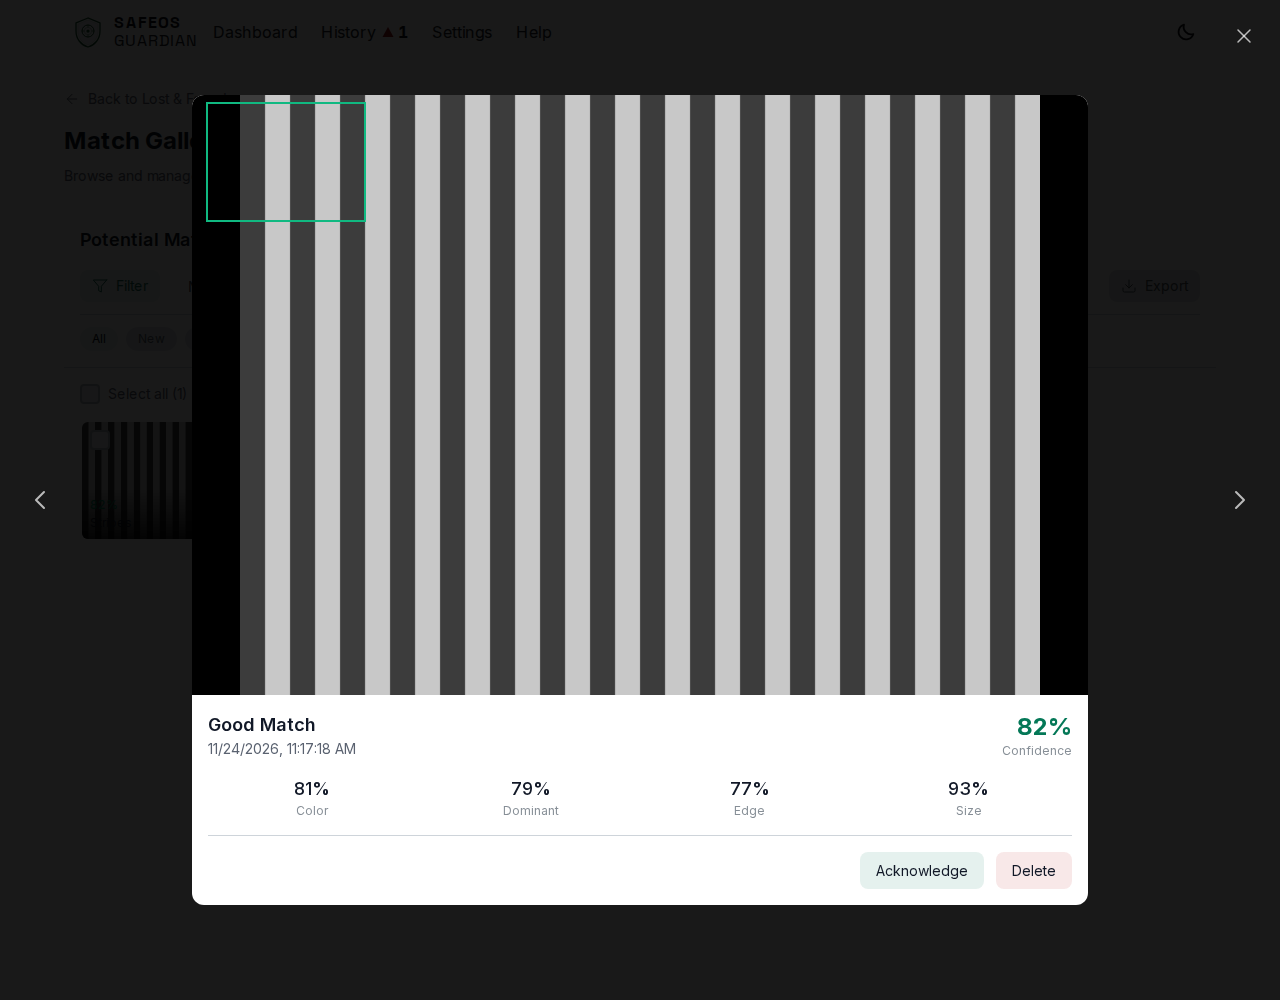 SAFEOS
GUARDIAN
Dashboard
History 1
Settings
Help
Back to Lost &
Match Gall
Browse and manag
Potential Ma
Filter
Export
All
New
Select all (1)
Good Match
11/24/2026, 11:17:18 AM
82%
Confidence
81%
Color
79%
Dominant
77%
Edge
93%
Size
Acknowledge
Delete